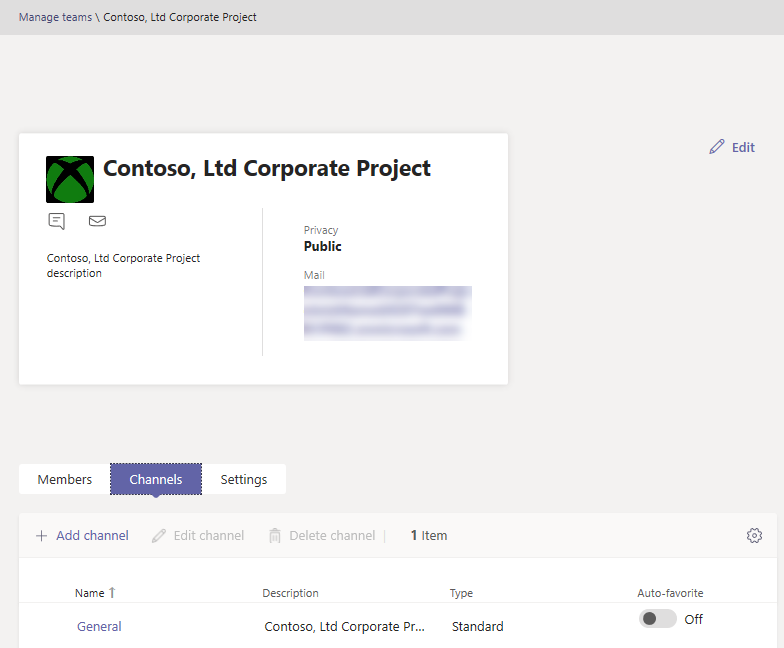 Manage teams \ Contoso, Ltd Corporate Project
Edit
Contoso, Ltd Corporate Project
Contoso, Ltd Corporate Project
description
Privacy
Public
Mail
Members
Channels
Settings
+ Add channel
Edit channel
Delete channel
1 Item
Name ↑
Description
Type
Auto-favorite
General
Contoso, Ltd Corporate Pr...
Standard
Off